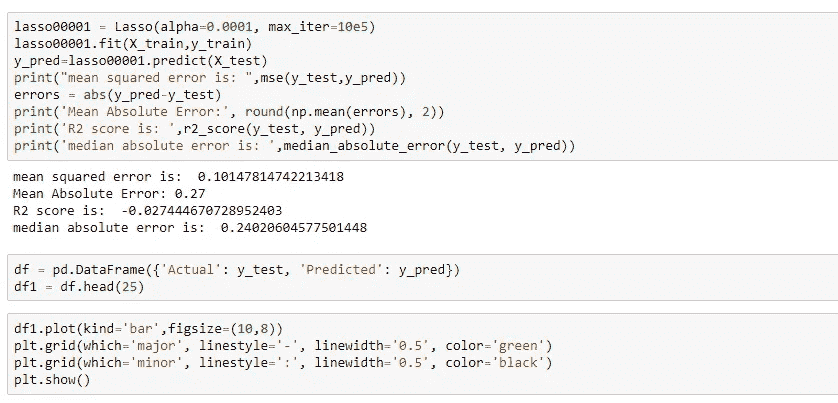 lasso00001 = Lasso(alpha=0.0001, max_iter=10e5)
lasso00001.fit(X_train,y_train)
y_pred=lasso00001.predict(X_test)
print("mean squared error is: ",mse(y_test,y_pred))
errors = abs(y_pred-y_test)
print('Mean Absolute Error:', round(np.mean(errors), 2))
print('R2 score is: ',r2_score(y_test, y_pred))
print('median absolute error is: ',median_absolute_error(y_test, y_pred))
mean squared error is:  0.10147814742213418
Mean Absolute Error: 0.27
R2 score is:  -0.027444670728952403
median absolute error is:  0.24020604577501448
df = pd.DataFrame({'Actual': y_test, 'Predicted': y_pred})
df1 = df.head(25)
df1.plot(kind='bar',figsize=(10,8))
plt.grid(which='major', linestyle='-', linewidth='0.5', color='green')
plt.grid(which='minor', linestyle=':', linewidth='0.5', color='black')
plt.show()